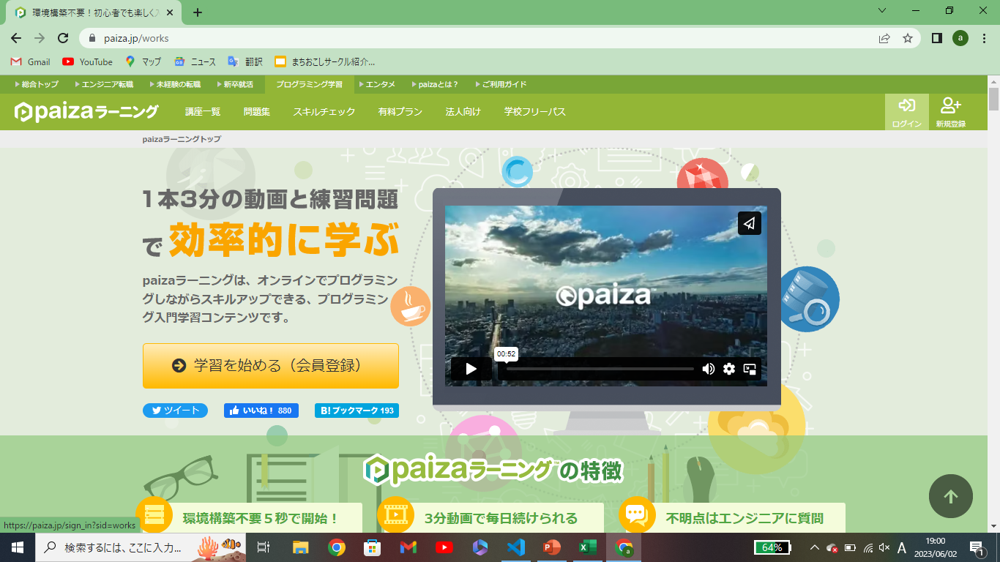 環境構築不要！初心者でも楽しく
paiza.jp/works
a
Gmail
YouTube
マップ
ニュース
翻訳
まちおこしサークル紹介...
総合トップ
エンジニア転職
未経験の転職
新卒就活
プログラミング学習
エンタメ
paizaとは？
ご利用ガイド
paizaラーニング
講座一覧
問題集
スキルチェック
有料プラン
法人向け
学校フリーパス
ログイン
新規登録
paizaラーニングトップ
1本3分の動画と練習問題
で効率的に学ぶ
paizaラーニングは、オンラインでプログラミン
グしながらスキルアップできる、プログラミン
グ入門学習コンテンツです。
学習を始める（会員登録）
ツイート
いいね！ 880
B! ブックマーク 193
paiza™
00:52
paizaラーニング™の特徴
環境構築不要５秒で開始！
3分動画で毎日続けられる
不明点はエンジニアに質問
https://paiza.jp/sign_in?sid=works
検索するには、ここに入力...
a
64%
A
19:00
2023/06/02
1